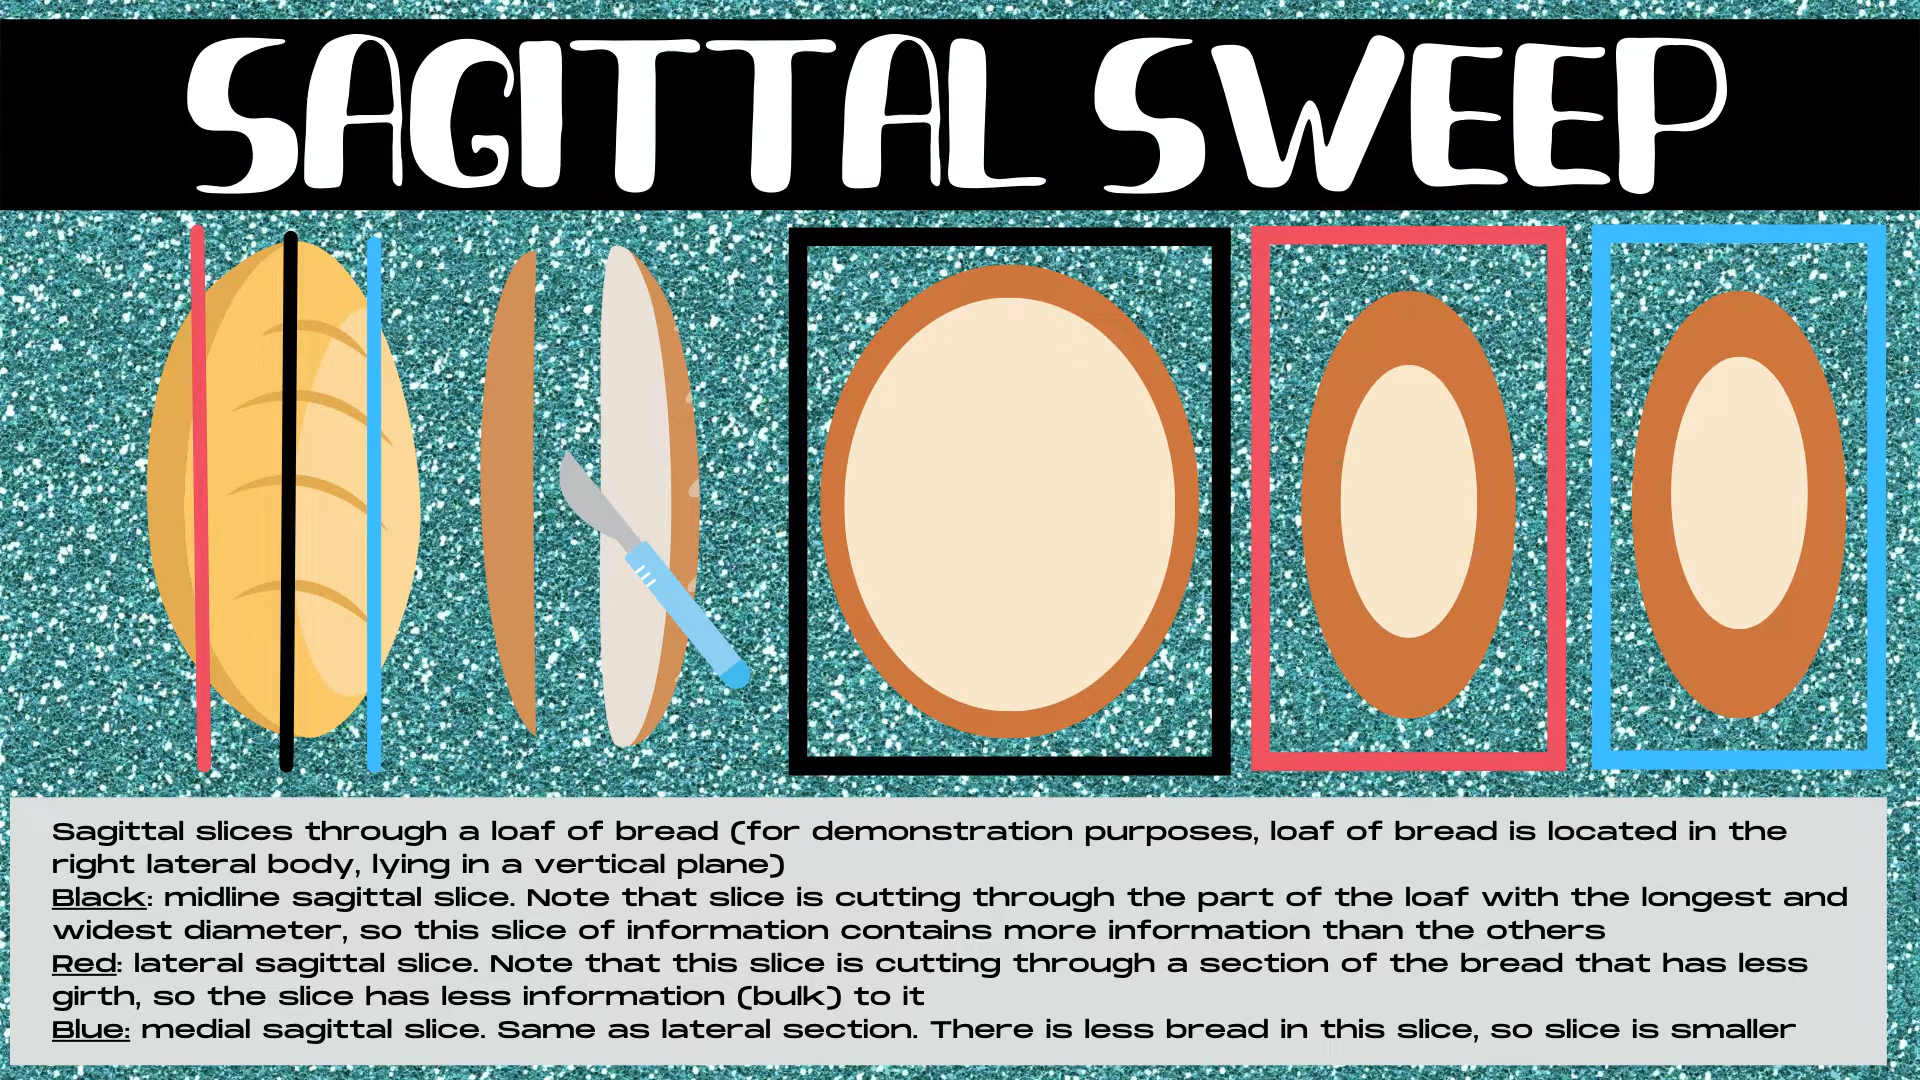 SAGITTAL SWEEP
Sagittal slices through a loaf of bread (for demonstration purposes, loaf of bread is located in the
right lateral body, lying in a vertical plane)
Black: midline sagittal slice. Note that slice is cutting through the part of the loaf with the longest and
widest diameter, so this slice of information contains more information than the others
Red: lateral sagittal slice. Note that this slice is cutting through a section of the bread that has less
girth, so the slice has less information (bulk) to it
Blue: medial sagittal slice. Same as lateral section. There is less bread in this slice, so slice is smaller